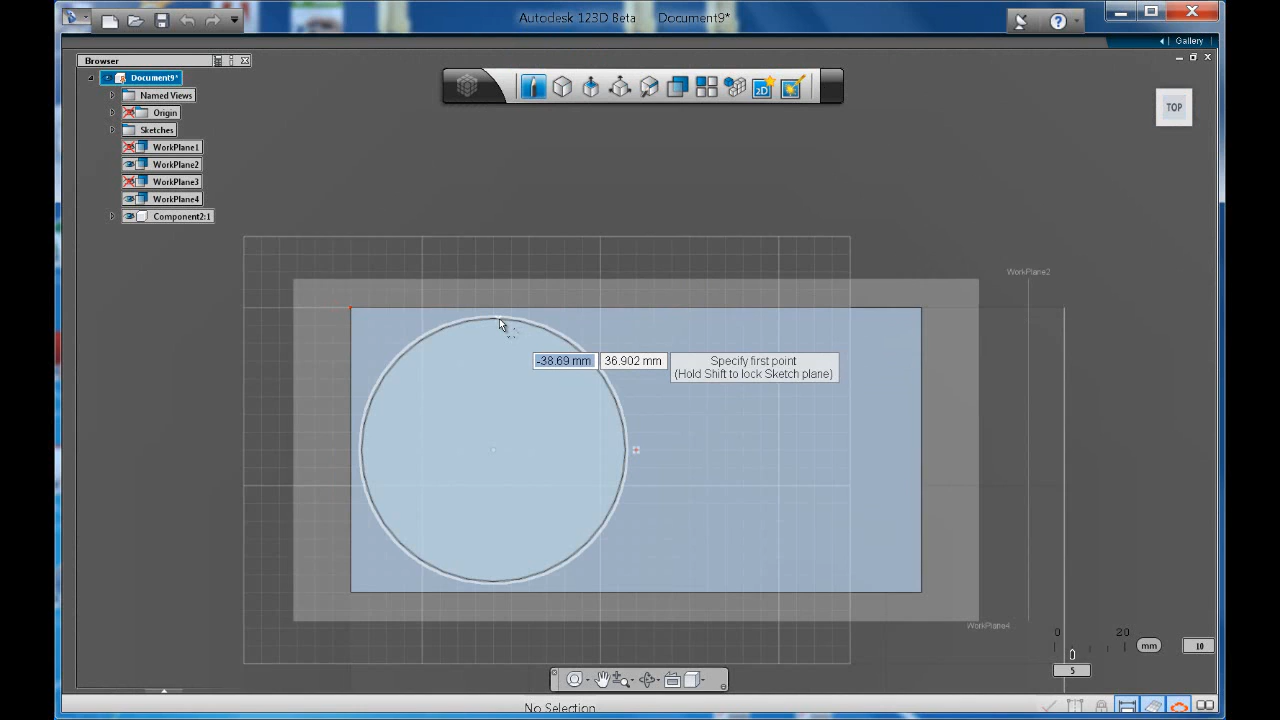 Autodesk 123D Beta Document9*
Gallery
Browser
Document9*
Named Views
Origin
Sketches
WorkPlane1
WorkPlane2
WorkPlane3
WorkPlane4
Component2:1
2D
TOP
WorkPlane2
-38.69 mm 36.902 mm Specify first point
(Hold Shift to lock Sketch plane)
WorkPlane4
0 20
mm 10
0
5
No Selection